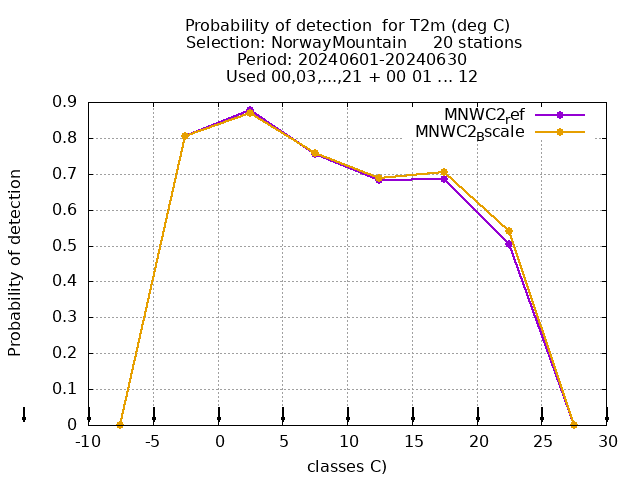 Probability of detection  for T2m (deg C)
Selection: NorwayMountain     20 stations
Period: 20240601-20240630
Used 00,03,...,21 + 00 01 ... 12
MNWC2_ref
MNWC2_Bscale
Probability of detection
0.9
0.8
0.7
0.6
0.5
0.4
0.3
0.2
0.1
0
-10 -5 0 5 10 15 20 25 30
classes C)